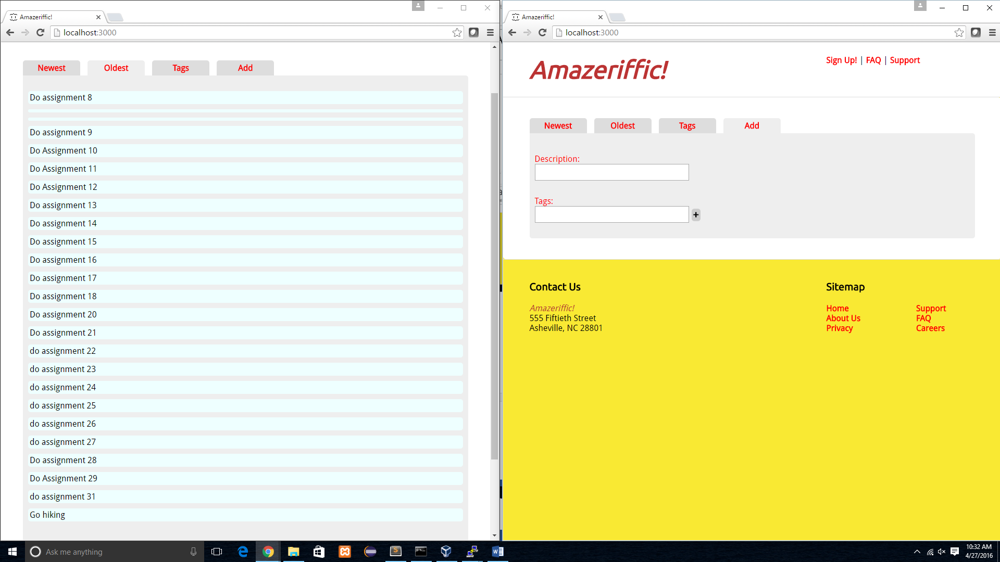 Amazeriffic!
localhost:3000
Newest Oldest Tags Add
Do assignment 8
Do assignment 9
Do Assignment 10
Do Assignment 11
Do Assignment 12
Do assignment 13
Do assignment 14
Do assignment 15
Do assignment 16
Do assignment 17
Do assignment 18
Do assignment 20
Do assignment 21
do assignment 22
do assignment 23
do assignment 24
do assignment 25
do assignment 26
do assignment 27
Do assignment 28
Do Assignment 29
do assignment 31
Go hiking
Amazeriffic!
localhost:3000
Amazeriffic!
Sign Up! | FAQ | Support
Newest Oldest Tags Add
Description:
Tags:
+
Contact Us
Amazeriffic!
555 Fiftieth Street
Asheville, NC 28801
Sitemap
Home Support
About Us FAQ
Privacy Careers
Ask me anything
10:32 AM
4/27/2016